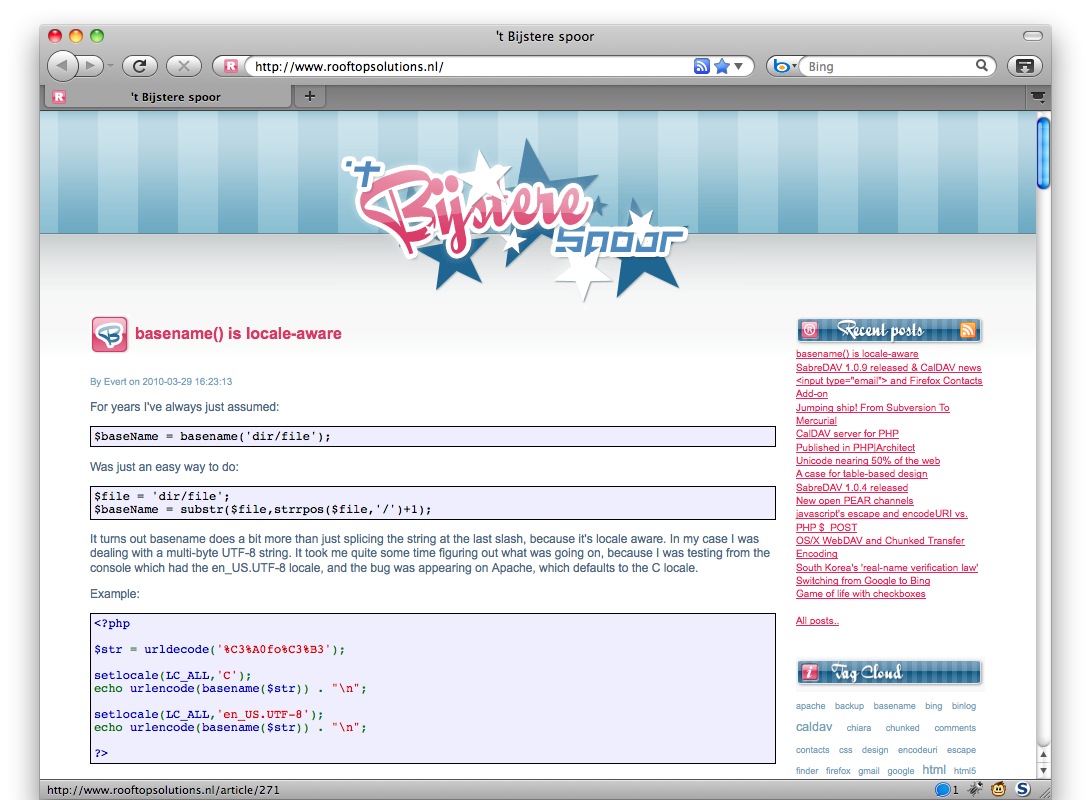 't Bijstere spoor
http://www.rooftopsolutions.nl/
Bing
't Bijstere spoor
't Bijstere spoor
basename() is locale-aware
By Evert on 2010-03-29 16:23:13
For years I've always just assumed:
$baseName = basename('dir/file');
Was just an easy way to do:
$file = 'dir/file';
$baseName = substr($file,strrpos($file,'/')+1);
It turns out basename does a bit more than just splicing the string at the last slash, because it's locale aware. In my case I was
dealing with a multi-byte UTF-8 string. It took me quite some time figuring out what was going on, because I was testing from the
console which had the en_US.UTF-8 locale, and the bug was appearing on Apache, which defaults to the C locale.
Example:
<?php
$str = urldecode('%C3%A0fo%C3%B3');
setlocale(LC_ALL,'C');
echo urlencode(basename($str)) . "\n";
setlocale(LC_ALL,'en_US.UTF-8');
echo urlencode(basename($str)) . "\n";
?>
Recent posts
basename() is locale-aware
SabreDAV 1.0.9 released & CalDAV news
<input type="email"> and Firefox Contacts
Add-on
Jumping ship! From Subversion To
Mercurial
CalDAV server for PHP
Published in PHP|Architect
Unicode nearing 50% of the web
A case for table-based design
SabreDAV 1.0.4 released
New open PEAR channels
javascript's escape and encodeURI vs.
PHP $_POST
OS/X WebDAV and Chunked Transfer
Encoding
South Korea's 'real-name verification law'
Switching from Google to Bing
Game of life with checkboxes
All posts..
Tag Cloud
apache backup basename bing binlog
caldav chiara chunked comments
contacts css design encodeuri escape
finder firefox gmail google html html5
http://www.rooftopsolutions.nl/article/271
1